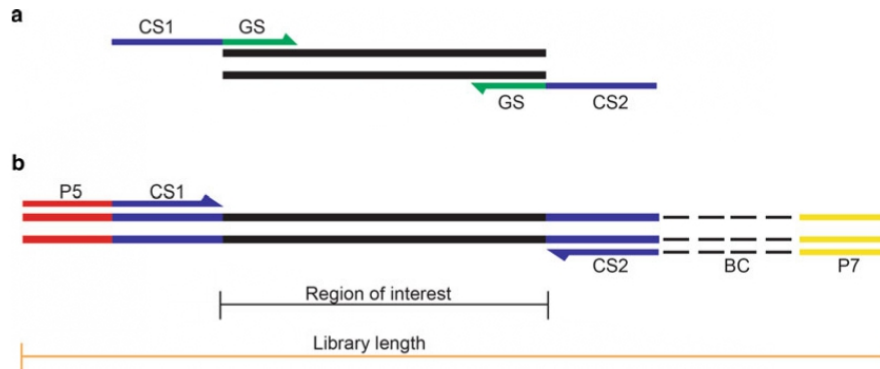 a
CS1 GS
GS CS2
b
P5 CS1
CS2 BC P7
Region of interest
Library length